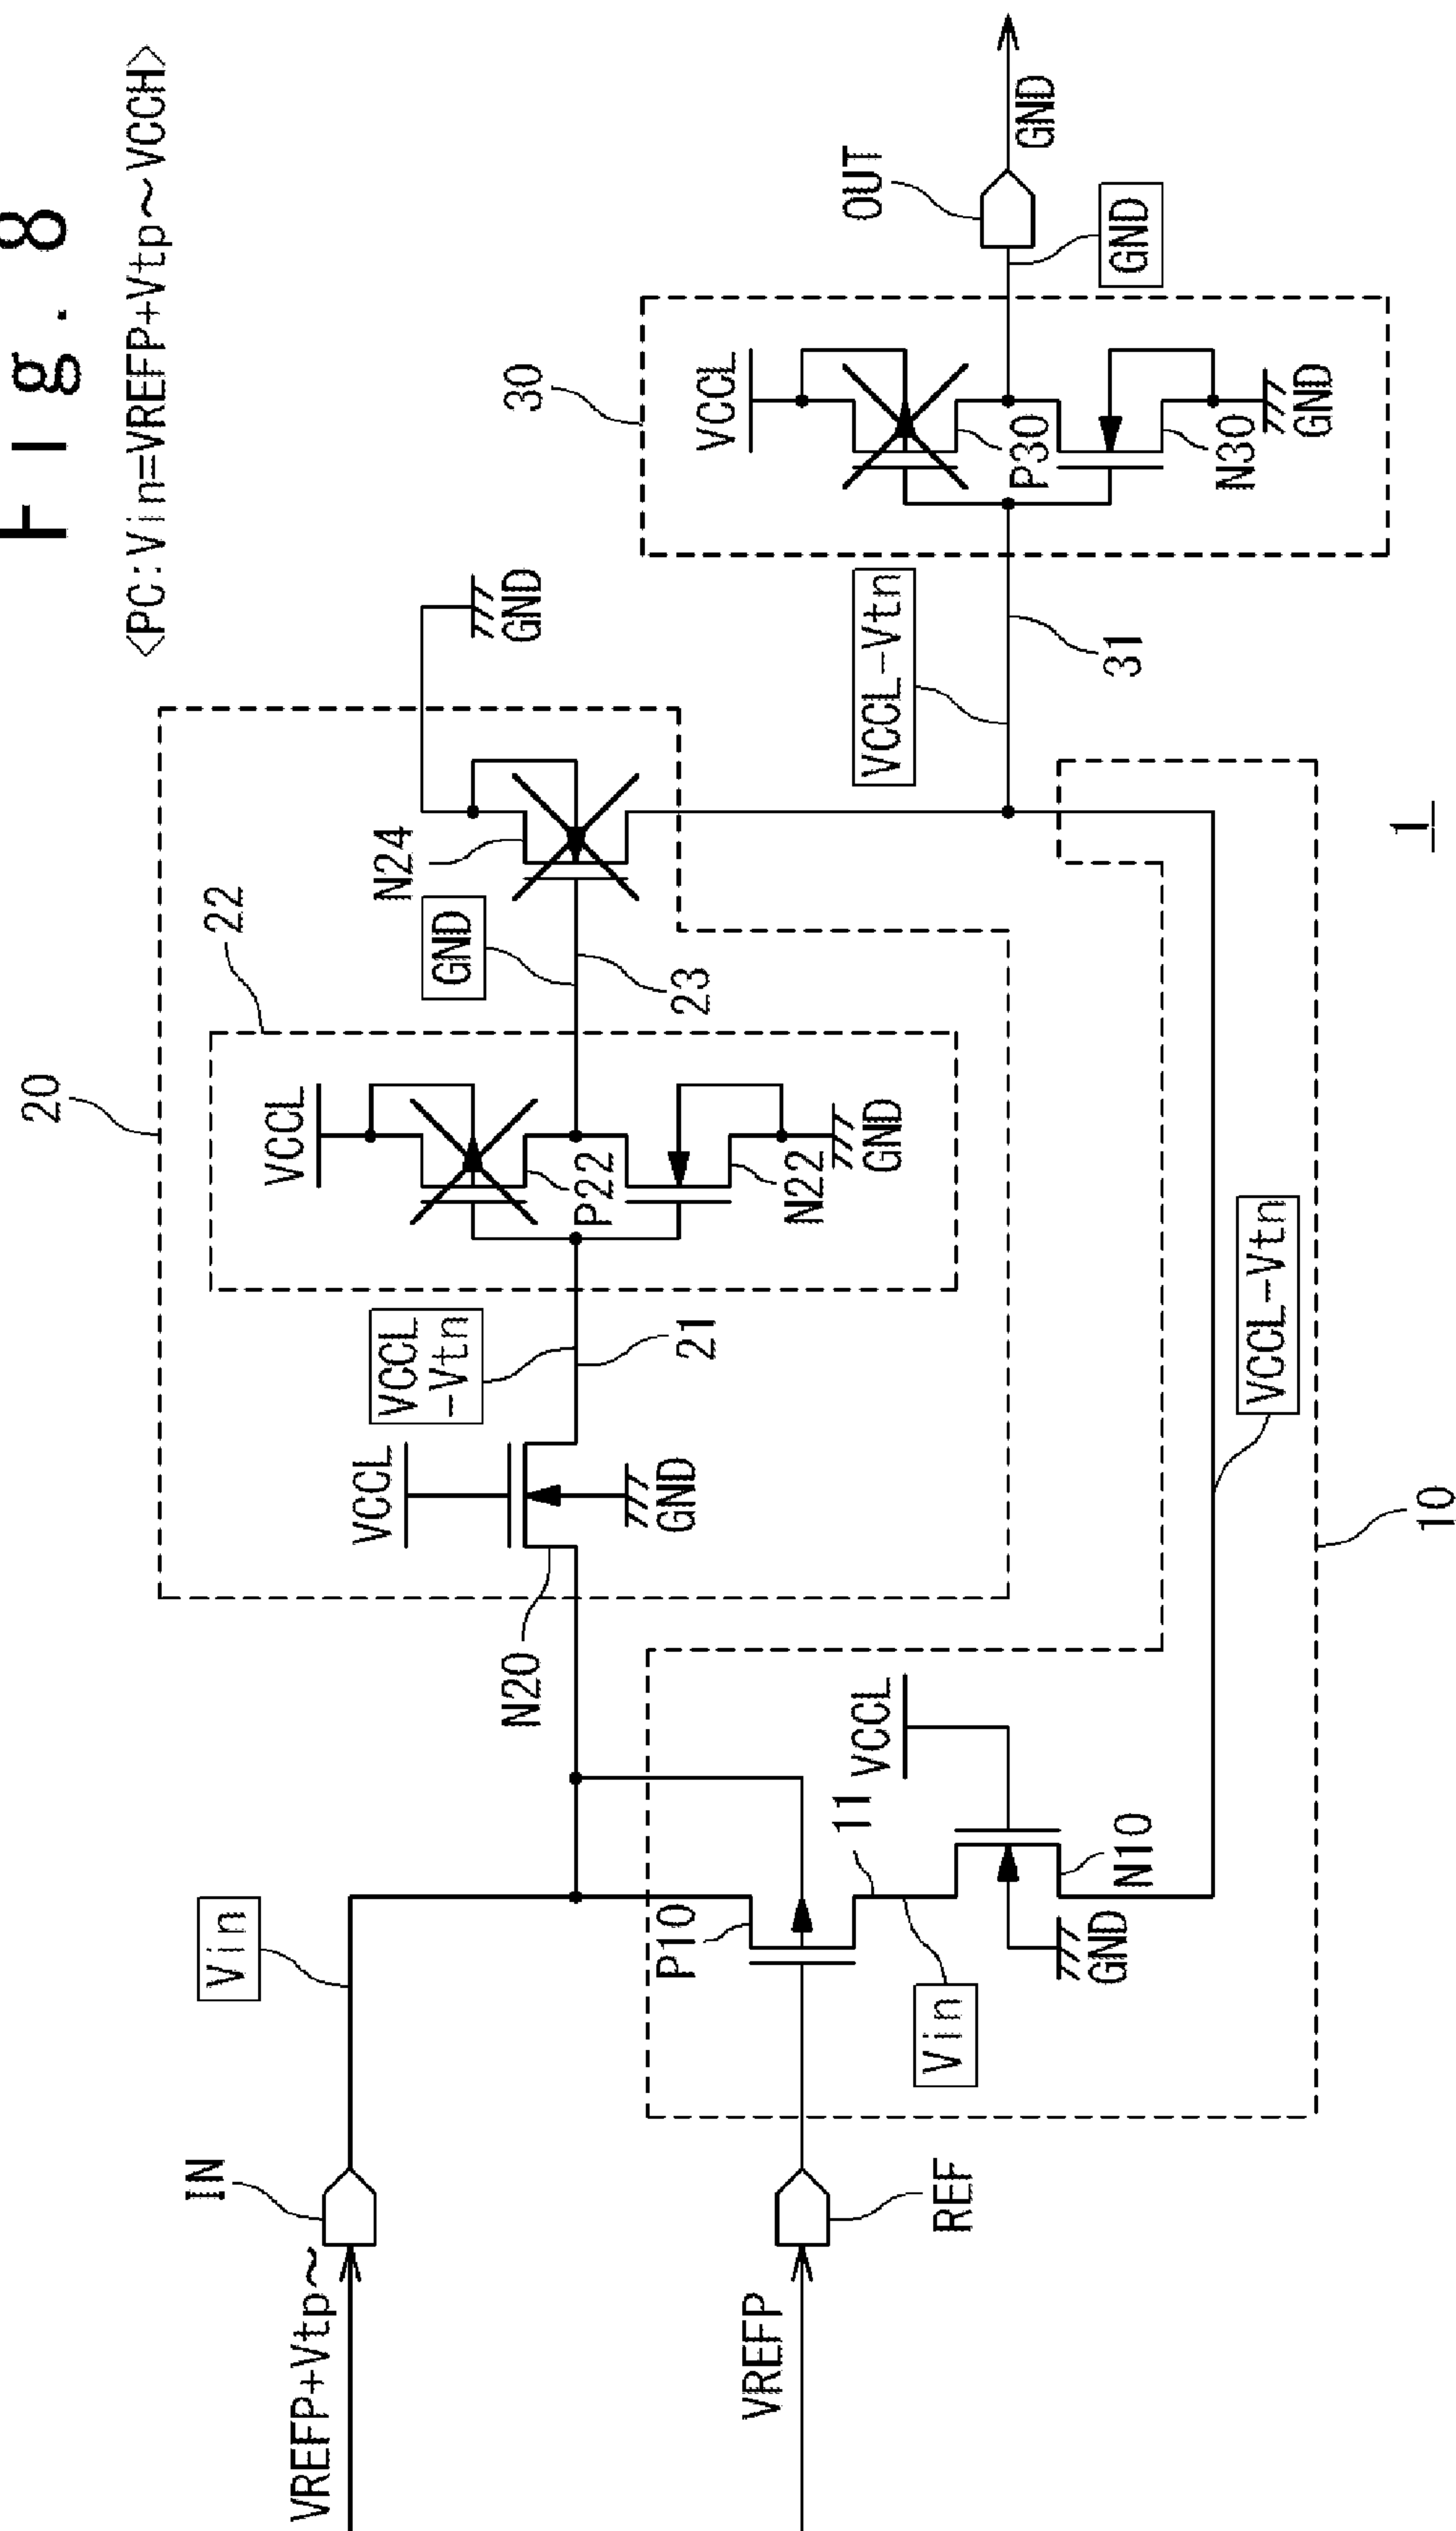 Fig. 8
<PC:Vin=VREFP+Vtp~VCCH>
20
22
VCCL
N24
GND
GND
VCCL
-Vtn
VCCL
P22
23
N22
GND
21
GND
N20
Vin
IN
VREFP+Vtp~
VREFP
REF
P10
11
VCCL
Vin
N10
GND
VCCL-Vtn
10
VCCL-Vtn
31
30
VCCL
P30
N30
GND
OUT
GND
GND
1